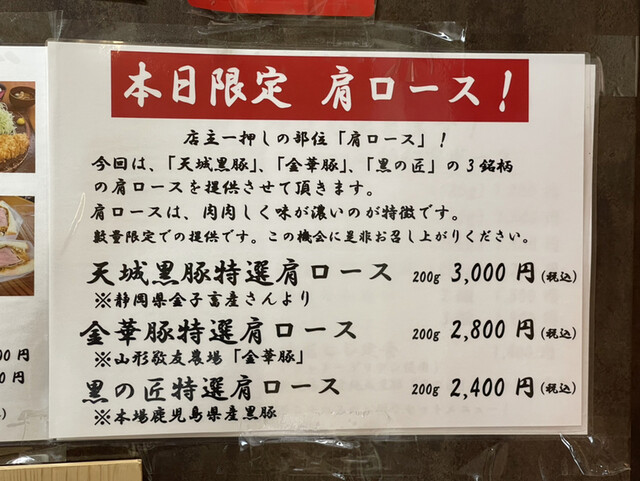 本日限定 肩ロース！
店主一押しの部位「肩ロース」！
今回は、「天城黒豚」、「金華豚」、「黒の匠」の3銘柄
の肩ロースを提供させて頂きます。
肩ロースは、肉肉しく味が濃いのが特徴です。
数量限定での提供です。この機会に是非お召し上がりください。
天城黒豚特選肩ロース 200g 3,000円(税込)
※静岡県金子畜産さんより
金華豚特選肩ロース 200g 2,800円(税込)
※山形敬友農場「金華豚」
黒の匠特選肩ロース 200g 2,400円(税込)
※本場鹿児島県産黒豚